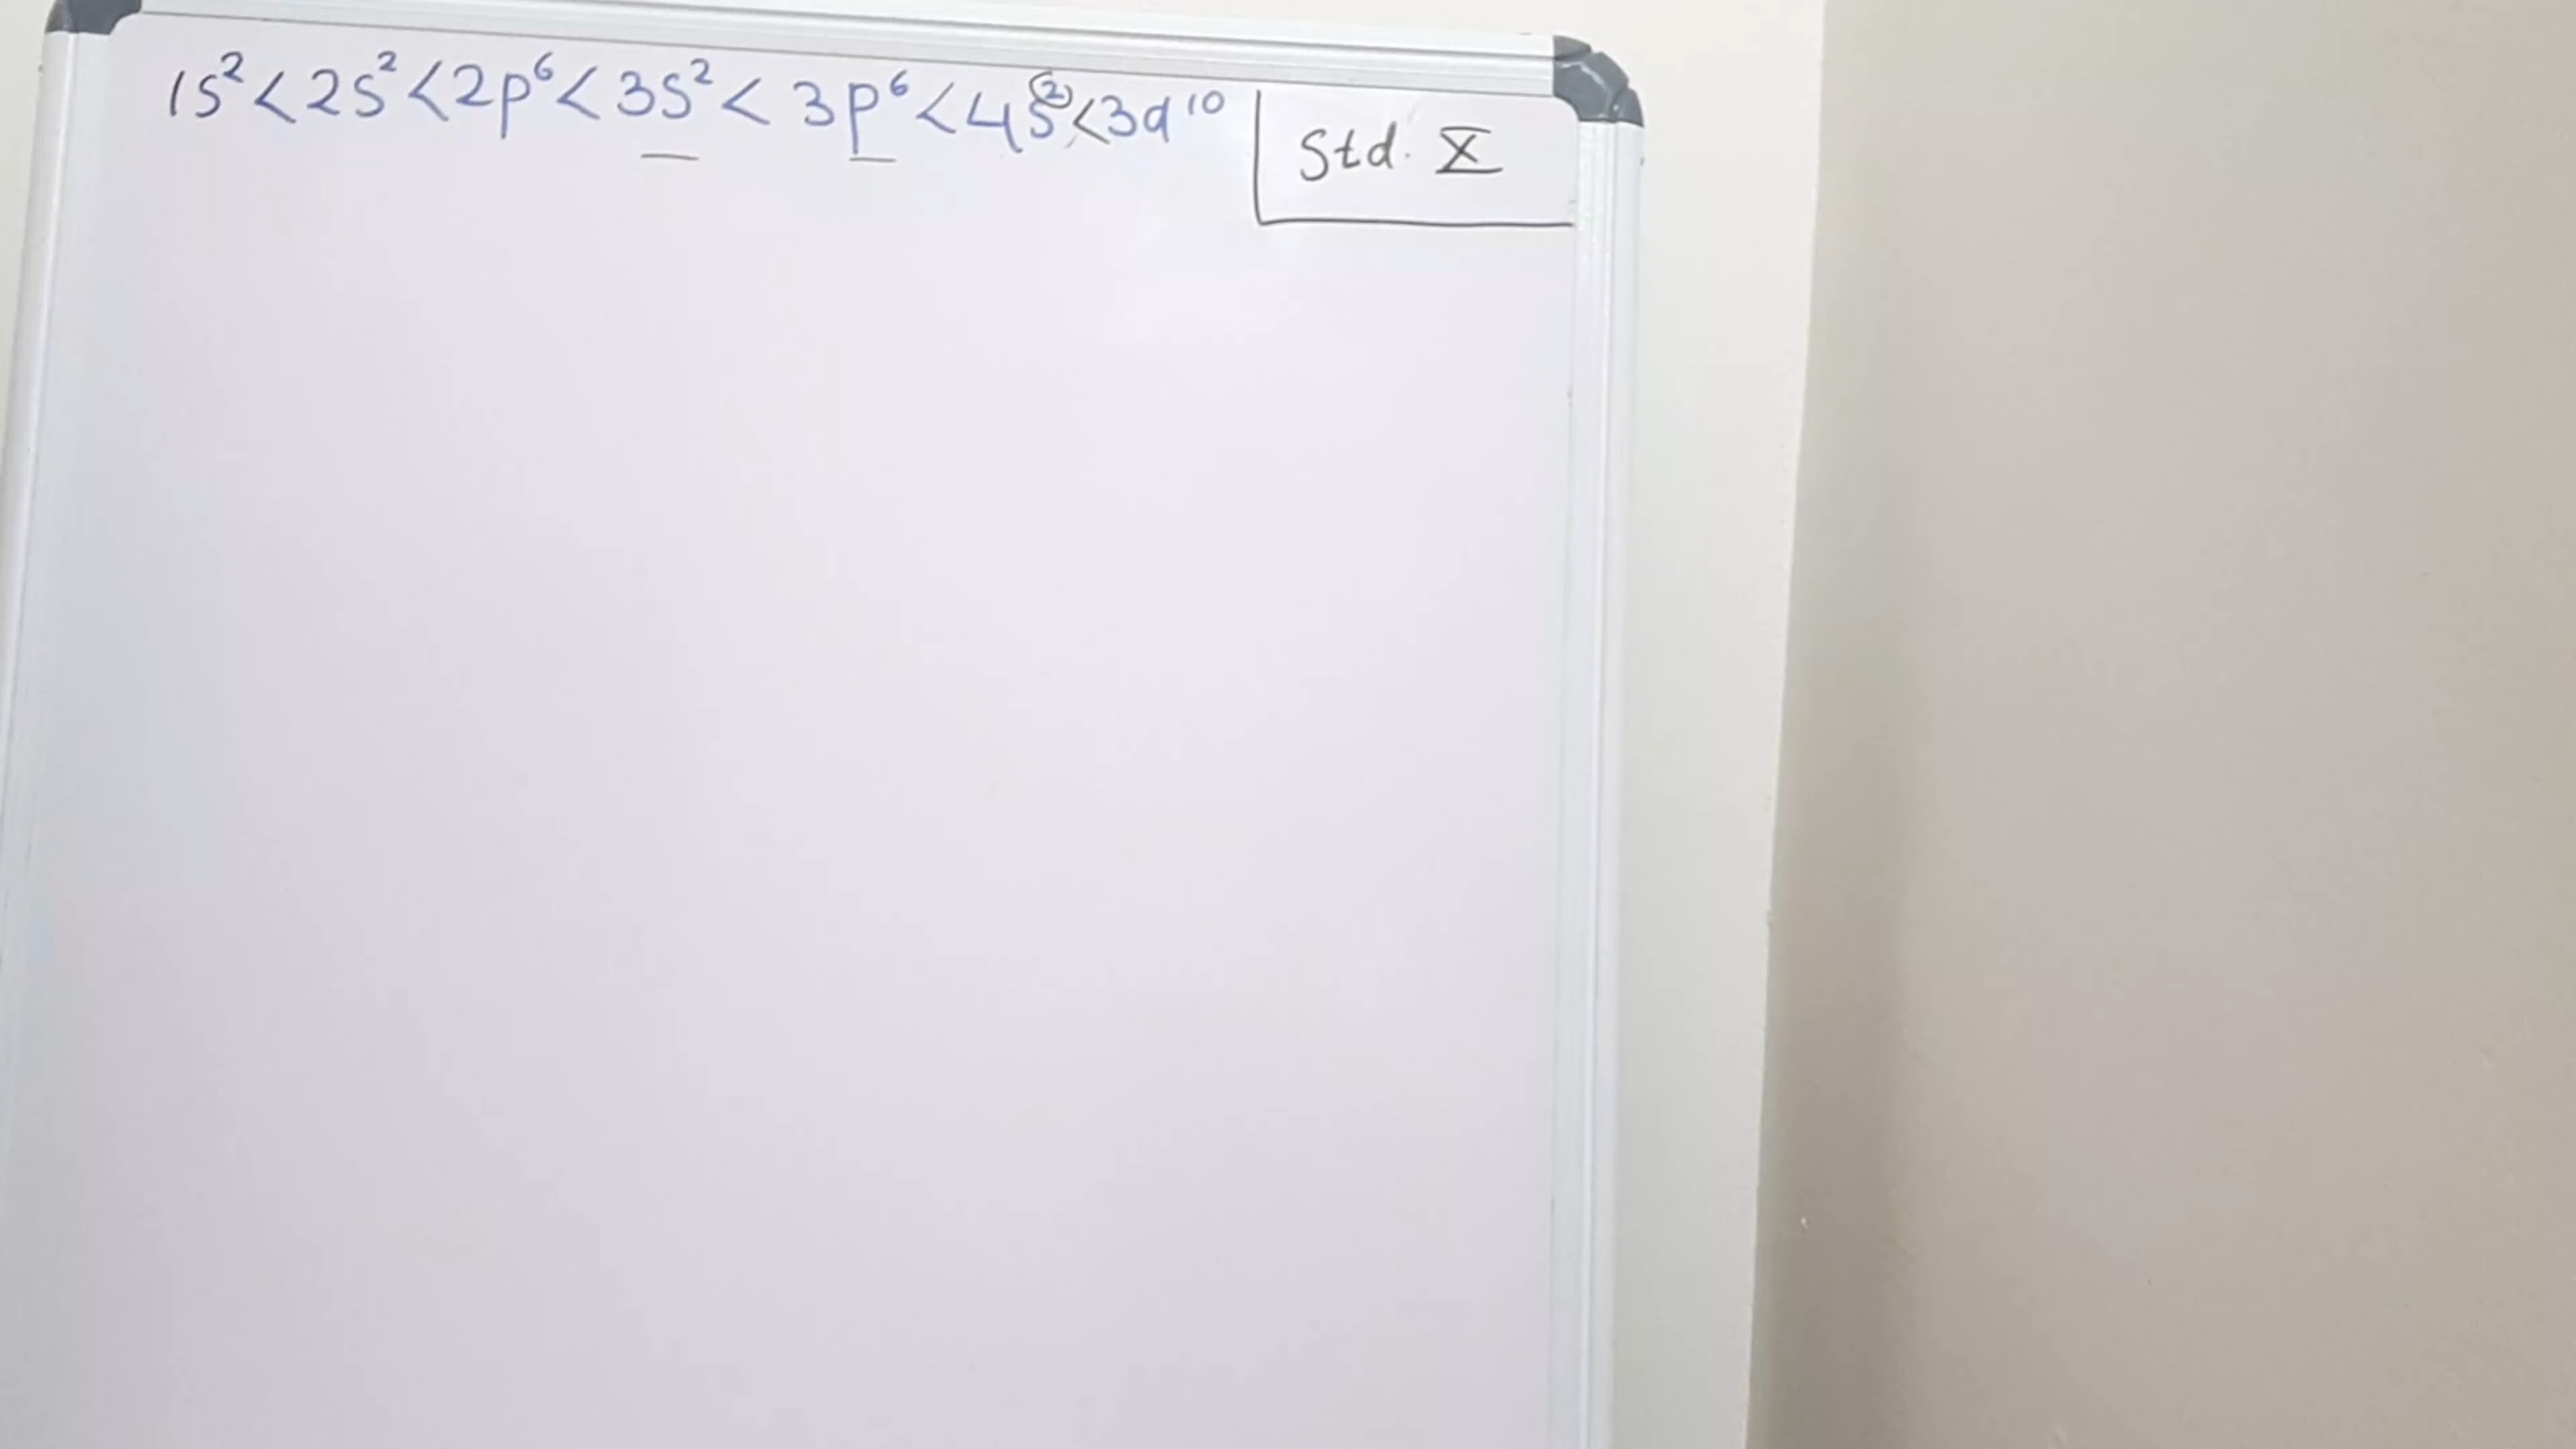 1s² < 2s² < 2p⁶ < 3s² < 3p⁶ < 4s² < 3d¹⁰
Std. X